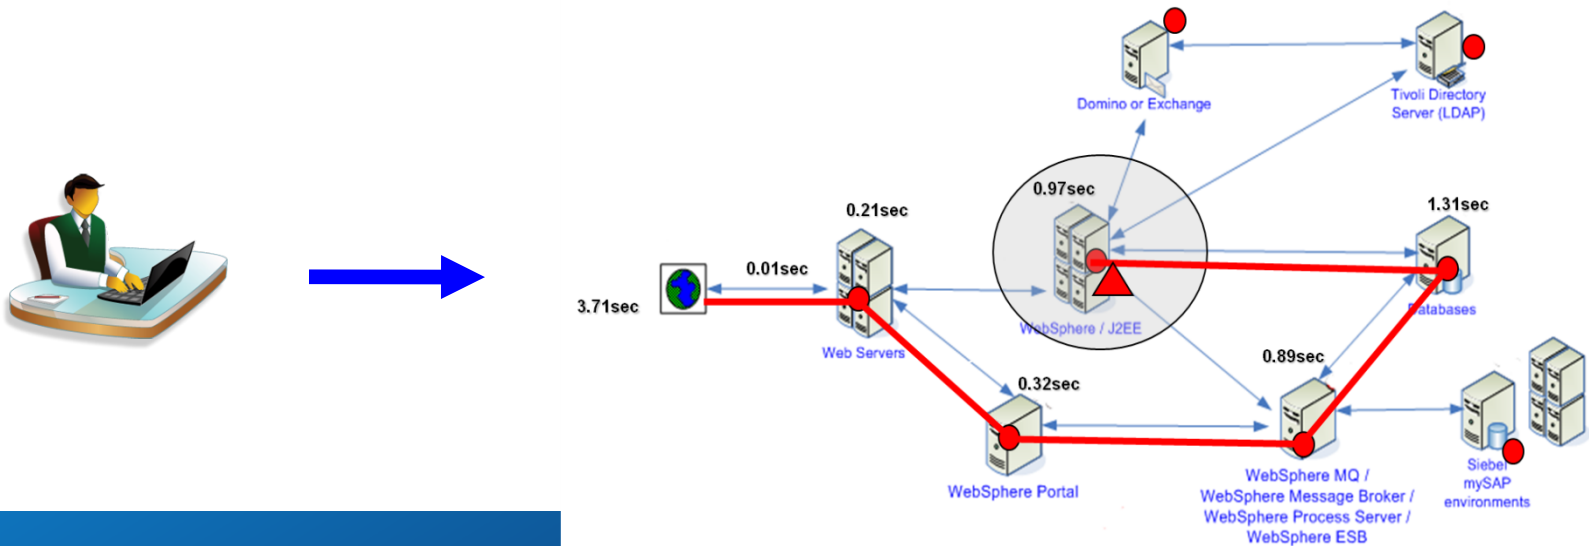 Domino or Exchange
Tivoli Directory
Server (LDAP)
0.97sec
1.31sec
0.21sec
0.01sec
3.71sec
WebSphere / J2EE
Databases
Web Servers
0.89sec
0.32sec
WebSphere Portal
WebSphere MQ /
WebSphere Message Broker /
WebSphere Process Server /
WebSphere ESB
Siebel
mySAP
environments